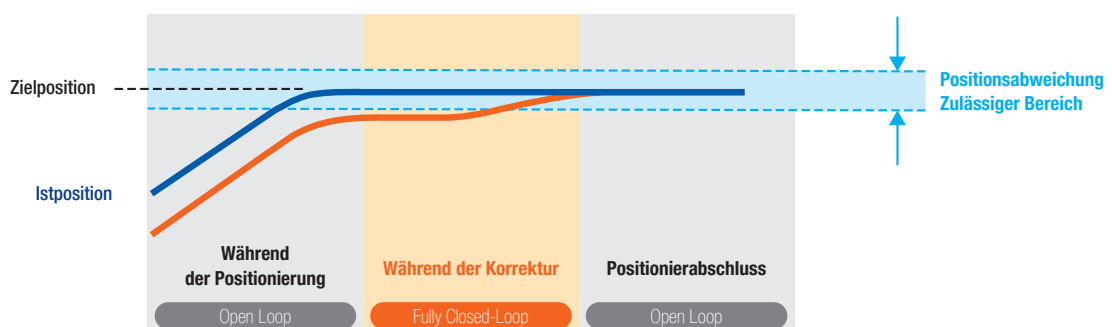 Zielposition
Positionsabweichung
Zulässiger Bereich
Istposition
Während
der Positionierung
Während der Korrektur
Positionierabschluss
Open Loop
Fully Closed-Loop
Open Loop